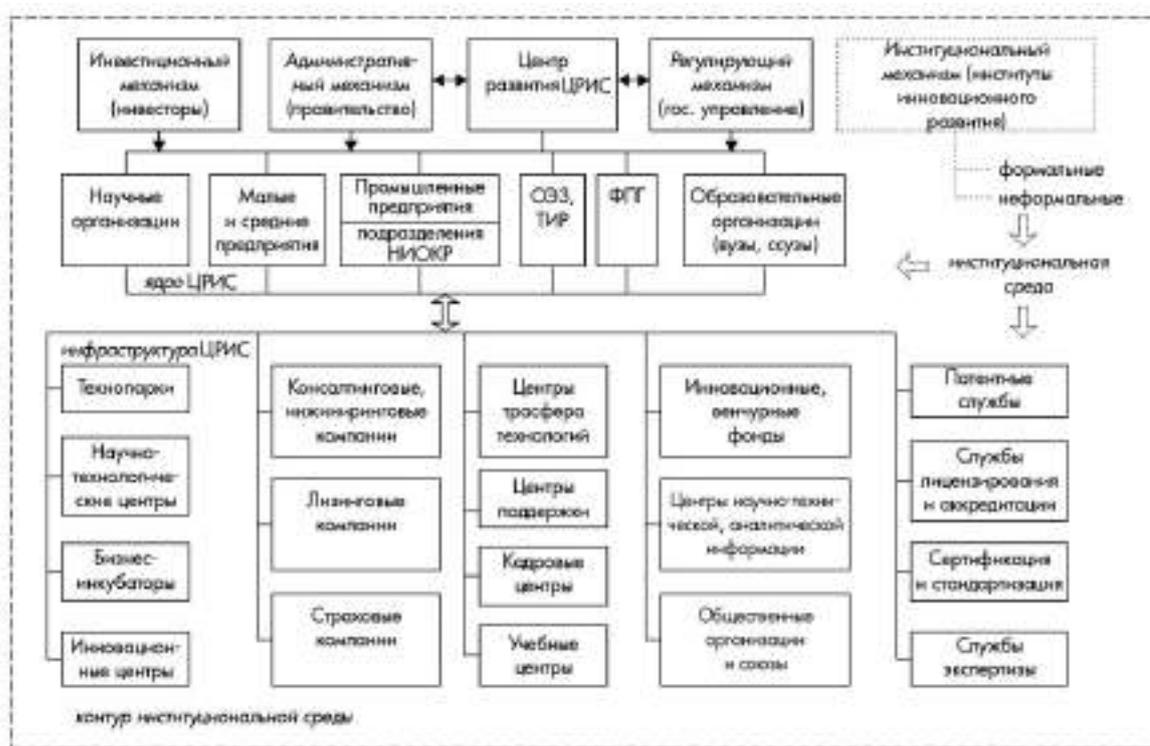 Инвестиционный
механизм
(инвесторы)
Административ-
ный механизм
(правительство)
Центр
развития ЦРИС
Регулирующий
механизм
(гос. управление)
Институциональный
механизм (институты
инновационного
развития)
формальные
неформальные
институциональная
среда
Научные
организации
Малые
и средние
предприятия
Промышленные
предприятия
подразделения
НИОКР
ОЭЗ,
ТИР
ФПГ
Образовательные
организации
(вузы, ссузы)
ядро ЦРИС
инфраструктура ЦРИС
Технопарки
Научно-
технологиче-
ские центры
Бизнес-
инкубаторы
Инновацион-
ные центры
Консалтинговые,
инжиниринговые
компании
Лизинговые
компании
Страховые
компании
Центры
трасфера
технологий
Центры
поддержки
Кадровые
центры
Учебные
центры
Инновационные,
венчурные
фонды
Центры научно-техни-
ческой, аналитической
информации
Общественные
организации
и союзы
Патентные
службы
Службы
лицензирования
и аккредитации
Сертификация
и стандартизация
Службы
экспертизы
контур институциональной среды